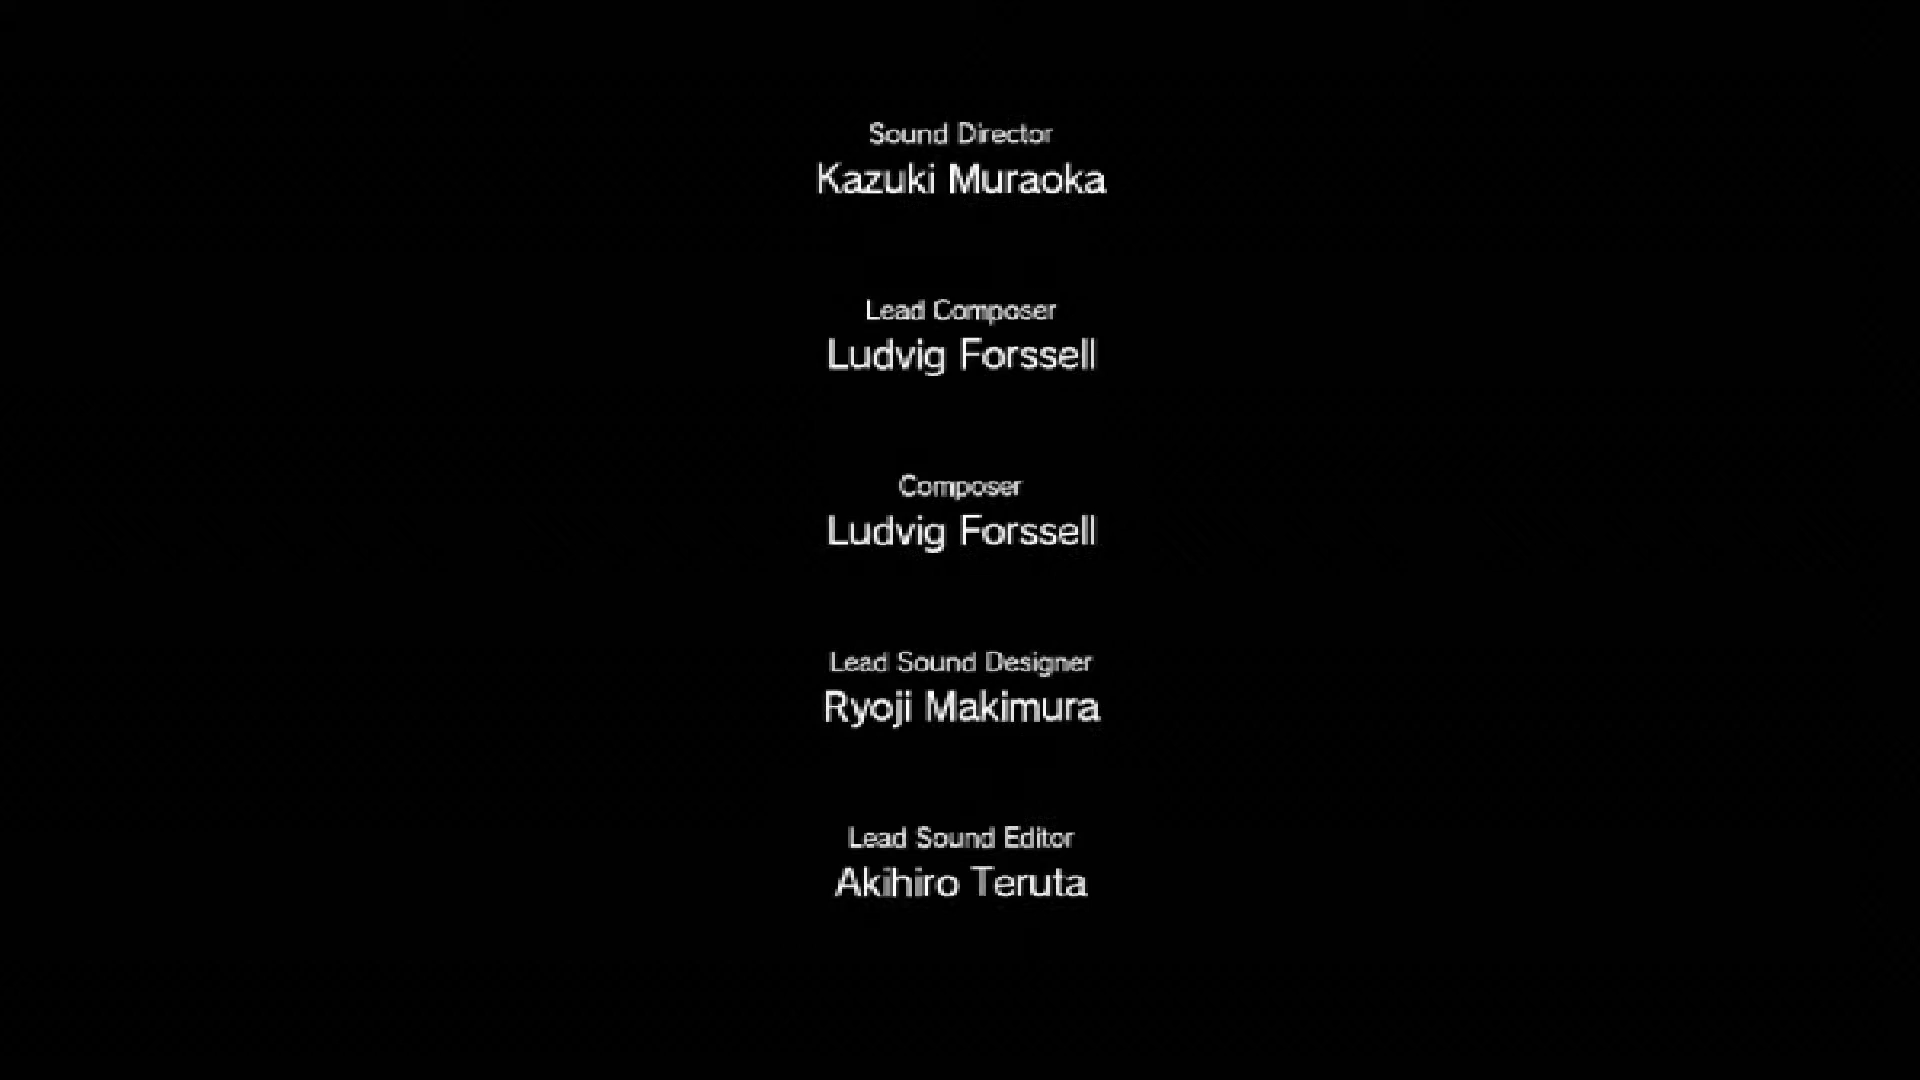 Sound Director
Kazuki Muraoka
Lead Composer
Ludvig Forssell
Composer
Ludvig Forssell
Lead Sound Designer
Ryoji Makimura
Lead Sound Editor
Akihiro Teruta